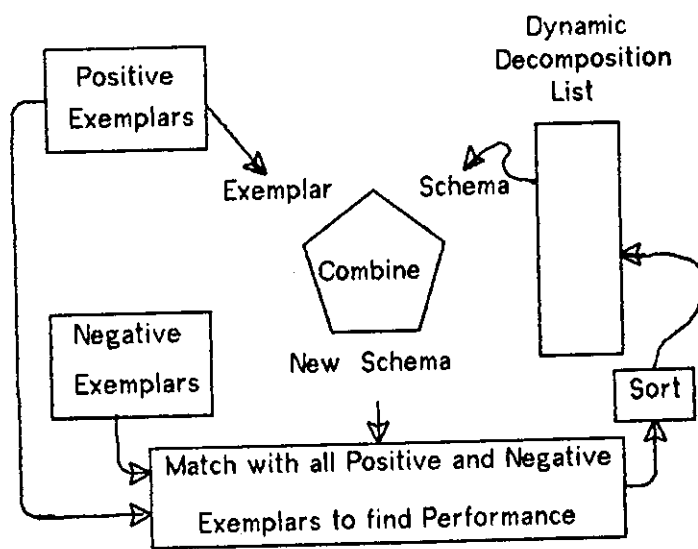 Positive
Exemplars
Dynamic
Decomposition
List
Exemplar
Schema
Combine
Negative
Exemplars
New Schema
Sort
Match with all Positive and Negative
Exemplars to find Performance